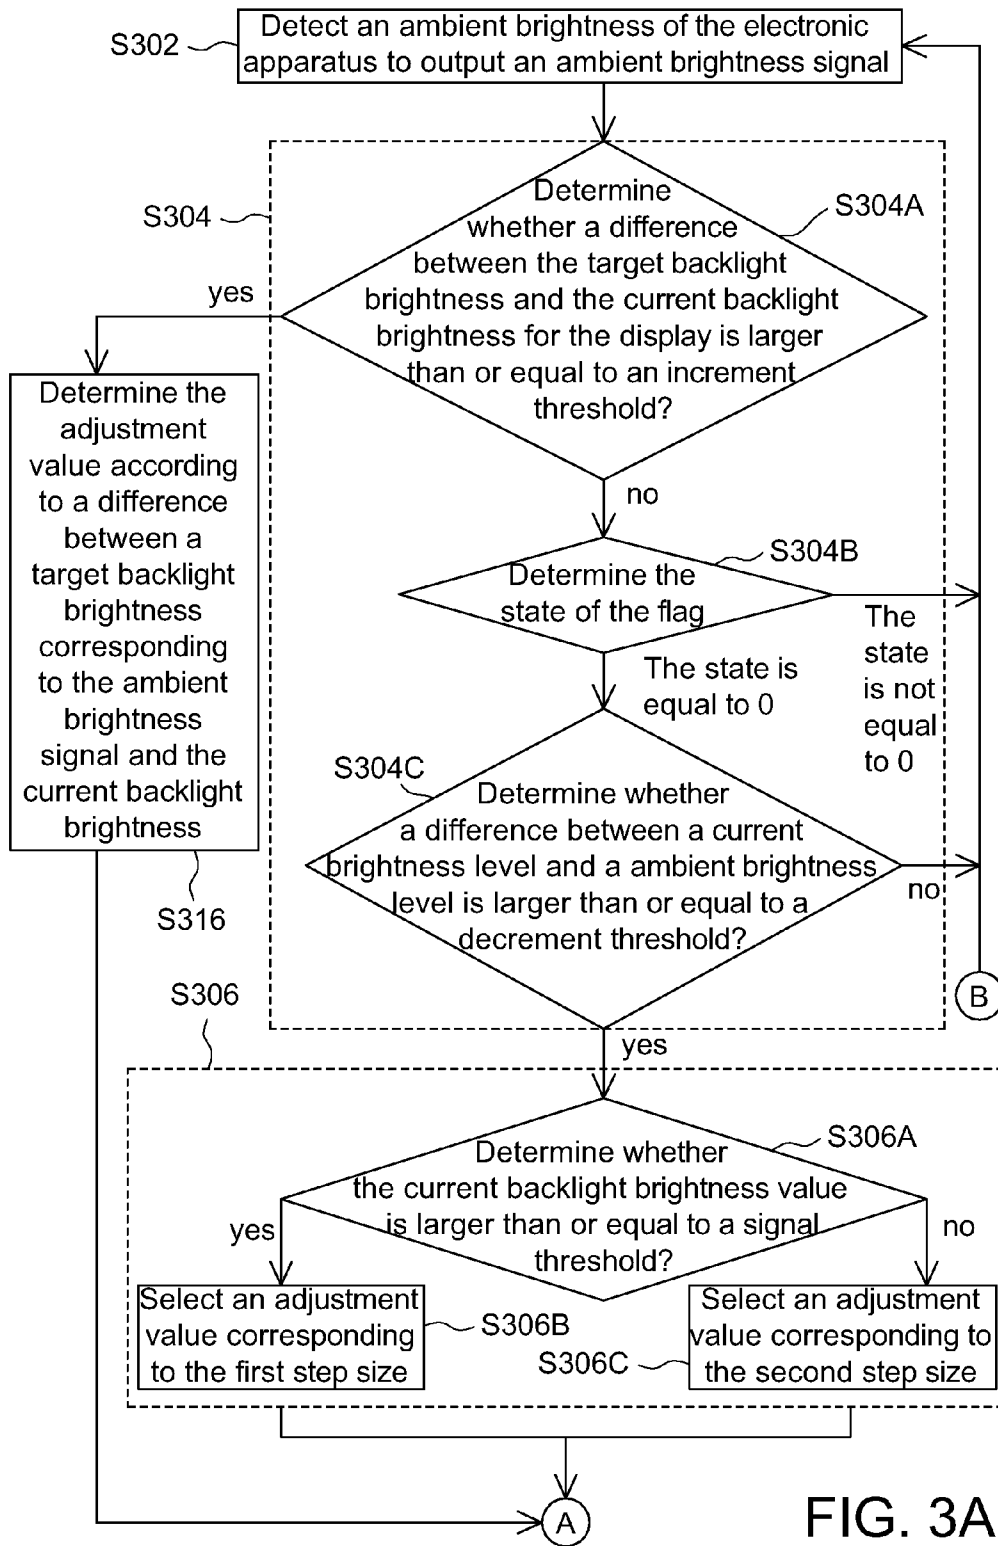 S302
Detect an ambient brightness of the electronic
apparatus to output an ambient brightness signal
S304
S304A
Determine
whether a difference
between the target backlight
brightness and the current backlight
brightness for the display is larger
than or equal to an increment
threshold?
yes
no
Determine the
adjustment
value according
to a difference
between a
target backlight
brightness
corresponding
to the ambient
brightness
signal and the
current backlight
brightness
S316
S304B
Determine the
state of the flag
The
state
is not
equal
to 0
The state is
equal to 0
S304C
Determine whether
a difference between a current
brightness level and a ambient brightness
level is larger than or equal to a
decrement threshold?
no
B
yes
S306
S306A
Determine whether
the current backlight brightness value
is larger than or equal to a signal
threshold?
yes
no
Select an adjustment
value corresponding
to the first step size
S306B
S306C
Select an adjustment
value corresponding to
the second step size
A
FIG. 3A